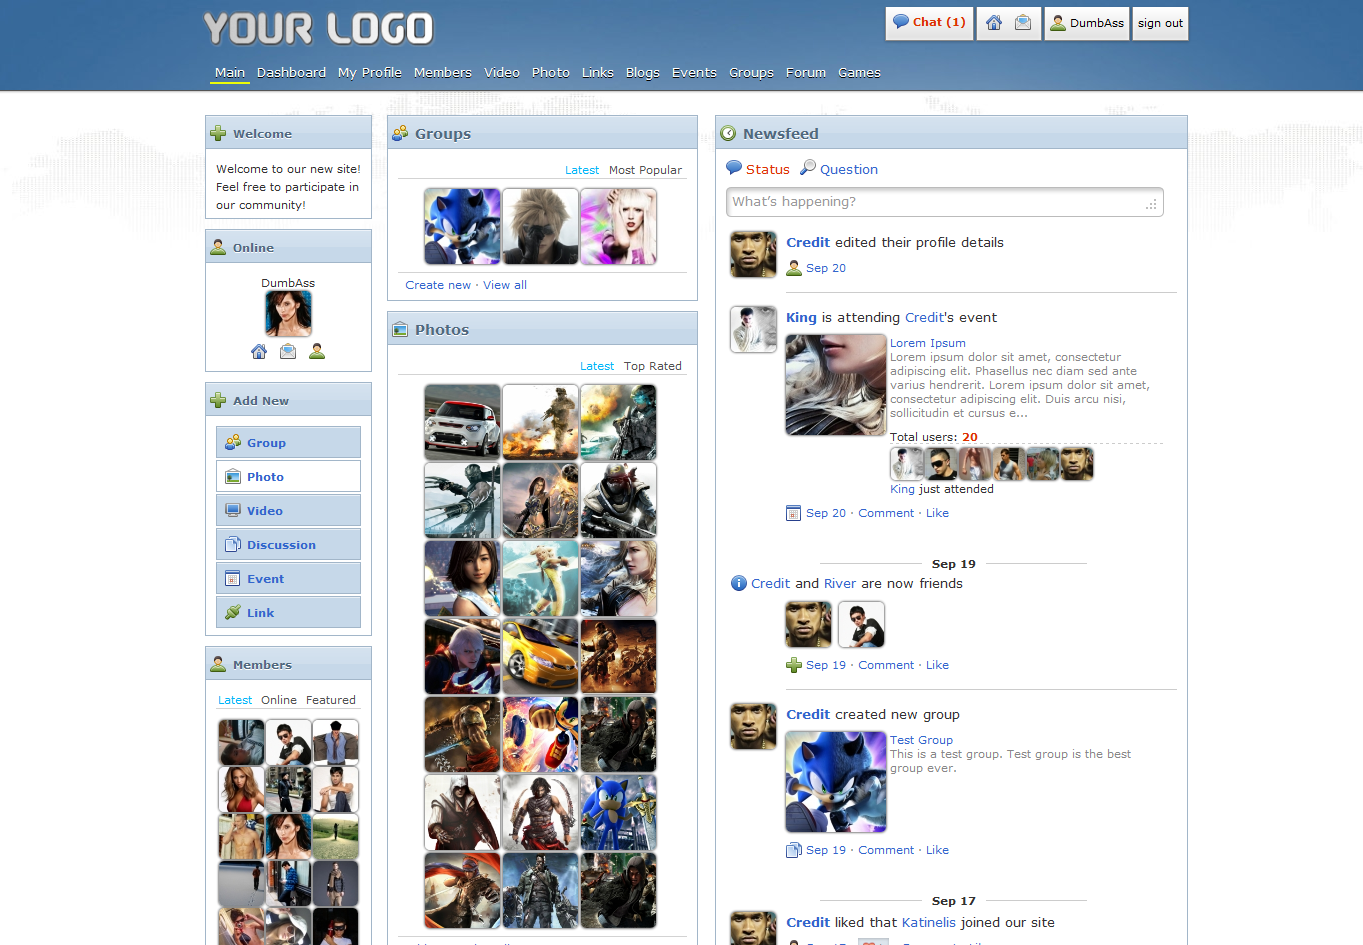 YOUR LOGO
Chat (1)
DumbAss
sign out
Main Dashboard My Profile Members Video Photo Links Blogs Events Groups Forum Games
Welcome
Welcome to our new site!
Feel free to participate in
our community!
Online
DumbAss
Add New
Group
Photo
Video
Discussion
Event
Link
Members
Latest Online Featured
Groups
Latest Most Popular
Create new · View all
Photos
Latest Top Rated
Newsfeed
Status Question
What's happening?
Credit edited their profile details
Sep 20
King is attending Credit's event
Lorem Ipsum
Lorem ipsum dolor sit amet, consectetur
adipiscing elit. Phasellus nec diam sed ante
varius hendrerit. Lorem ipsum dolor sit amet,
consectetur adipiscing elit. Duis arcu nisi,
sollicitudin et cursus e...
Total users: 20
King just attended
Sep 20 · Comment · Like
Sep 19
Credit and River are now friends
Sep 19 · Comment · Like
Credit created new group
Test Group
This is a test group. Test group is the best
group ever.
Sep 19 · Comment · Like
Sep 17
Credit liked that Katinelis joined our site